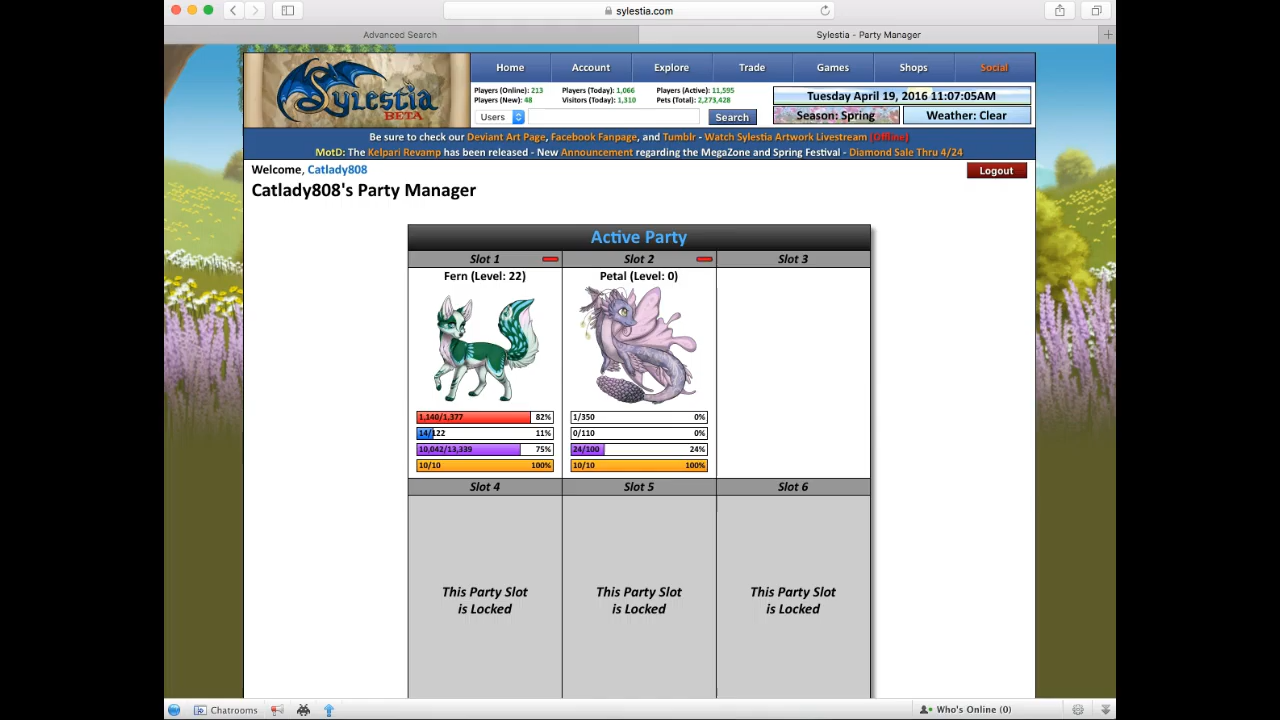 sylestia.com
Advanced Search
Sylestia - Party Manager
Sylestia
BETA
Home
Account
Explore
Trade
Games
Shops
Social
Players (Online): 213
Players (Today): 1,066
Players (Active): 11,595
Players (New): 48
Visitors (Today): 1,310
Pets (Total): 2,273,428
Users
Search
Tuesday April 19, 2016 11:07:05AM
Season: Spring
Weather: Clear
Be sure to check our Deviant Art Page, Facebook Fanpage, and Tumblr - Watch Sylestia Artwork Livestream (Offline)
MotD: The Kelpari Revamp has been released - New Announcement regarding the MegaZone and Spring Festival - Diamond Sale Thru 4/24
Welcome, Catlady808
Logout
Catlady808's Party Manager
Active Party
Slot 1
Slot 2
Slot 3
Fern (Level: 22)
Petal (Level: 0)
1,140/1,377 82%
1/350 0%
14/122 11%
0/110 0%
10,042/13,339 75%
24/100 24%
10/10 100%
10/10 100%
Slot 4
Slot 5
Slot 6
This Party Slot
is Locked
This Party Slot
is Locked
This Party Slot
is Locked
Chatrooms
Who's Online (0)